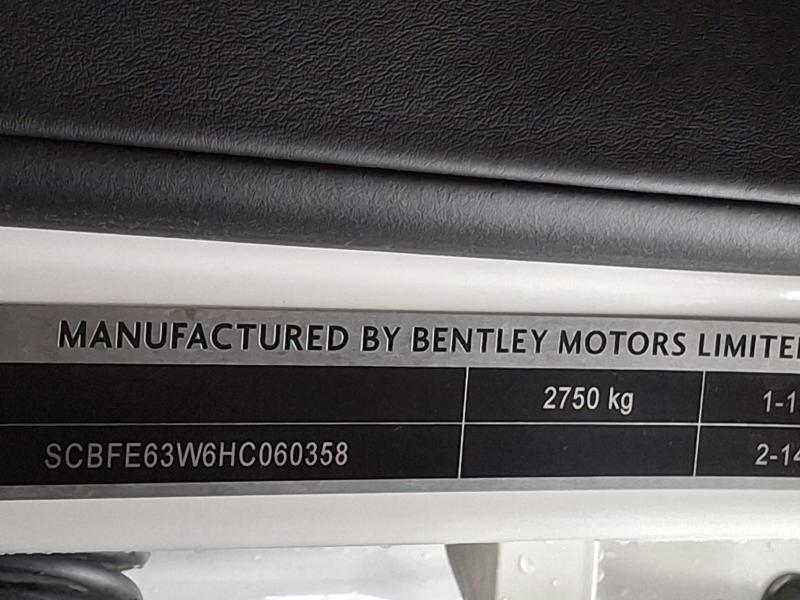 MANUFACTURED BY BENTLEY MOTORS LIMITE
2750 kg 1-1
SCBFE63W6HC060358 2-14